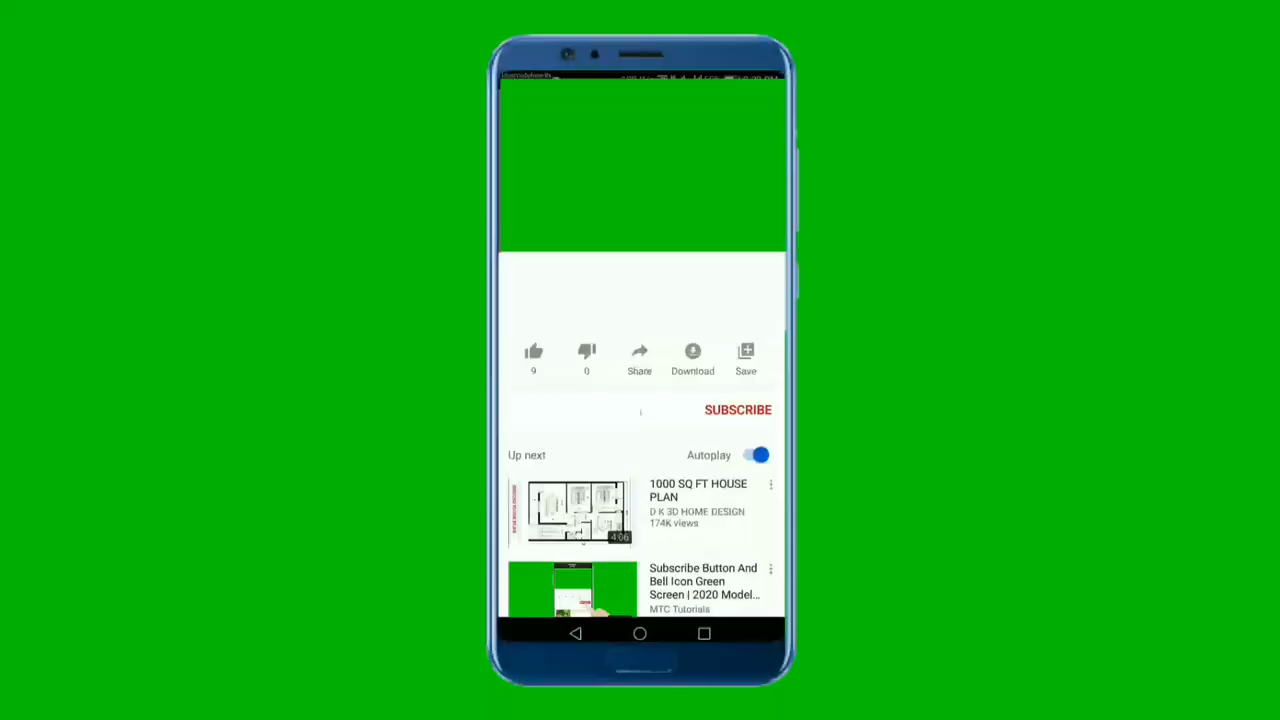 9
0
Share
Download
Save
SUBSCRIBE
Up next
Autoplay
1000 SQ FT HOUSE
PLAN
D K 3D HOME DESIGN
174K views
4:06
Subscribe Button And
Bell Icon Green
Screen | 2020 Model...
MTC Tutorials